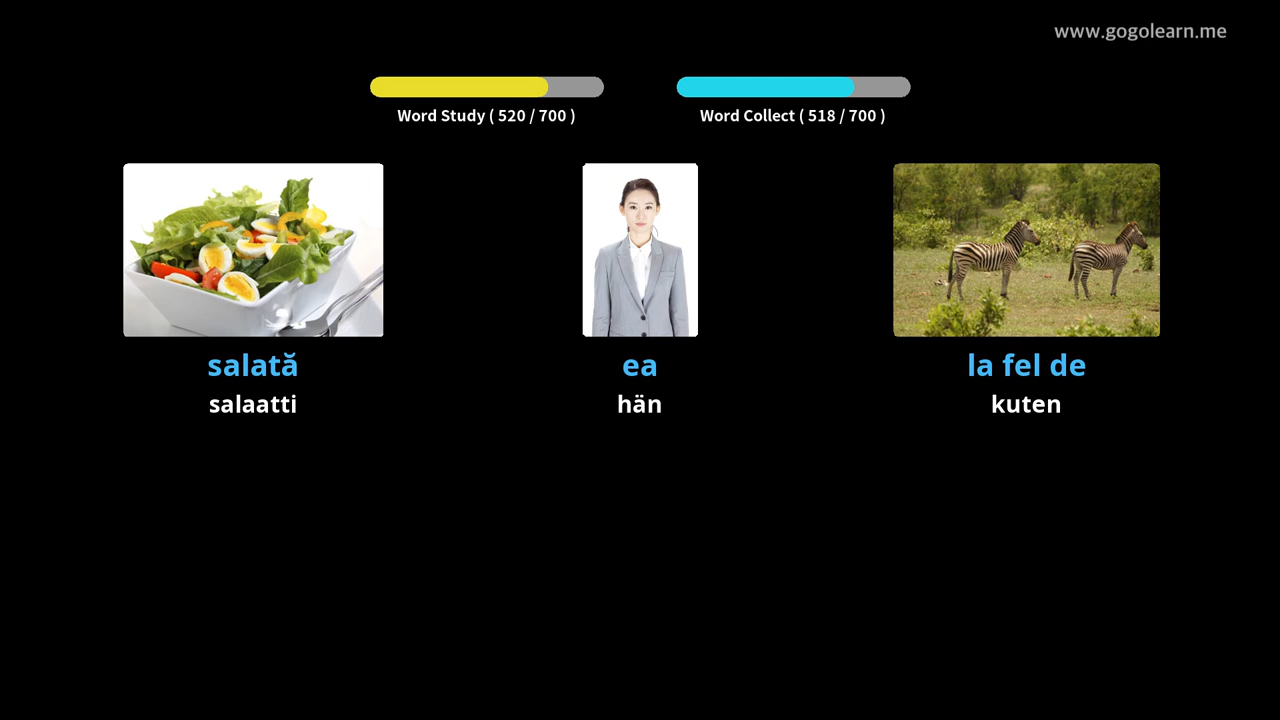 www.gogolearn.me
Word Study ( 520 / 700 )
Word Collect ( 518 / 700 )
salată
ea
la fel de
salaatti
hän
kuten